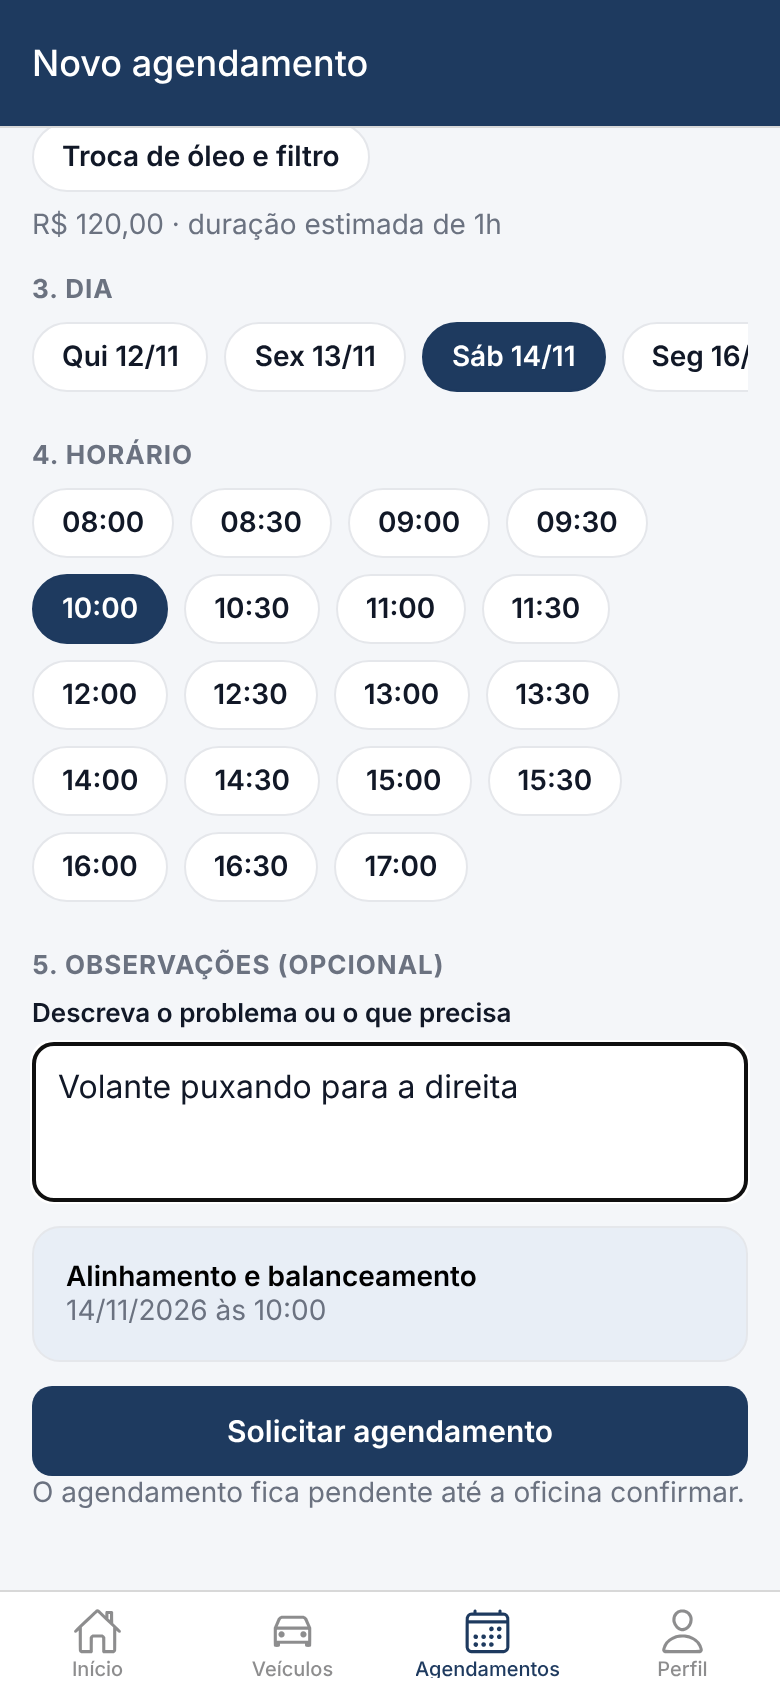 Novo agendamento
Troca de óleo e filtro
R$ 120,00 · duração estimada de 1h
3. DIA
Qui 12/11 Sex 13/11 Sáb 14/11 Seg 16/
4. HORÁRIO
08:00 08:30 09:00 09:30
10:00 10:30 11:00 11:30
12:00 12:30 13:00 13:30
14:00 14:30 15:00 15:30
16:00 16:30 17:00
5. OBSERVAÇÕES (OPCIONAL)
Descreva o problema ou o que precisa
Volante puxando para a direita
Alinhamento e balanceamento
14/11/2026 às 10:00
Solicitar agendamento
O agendamento fica pendente até a oficina confirmar.
Início Veículos Agendamentos Perfil